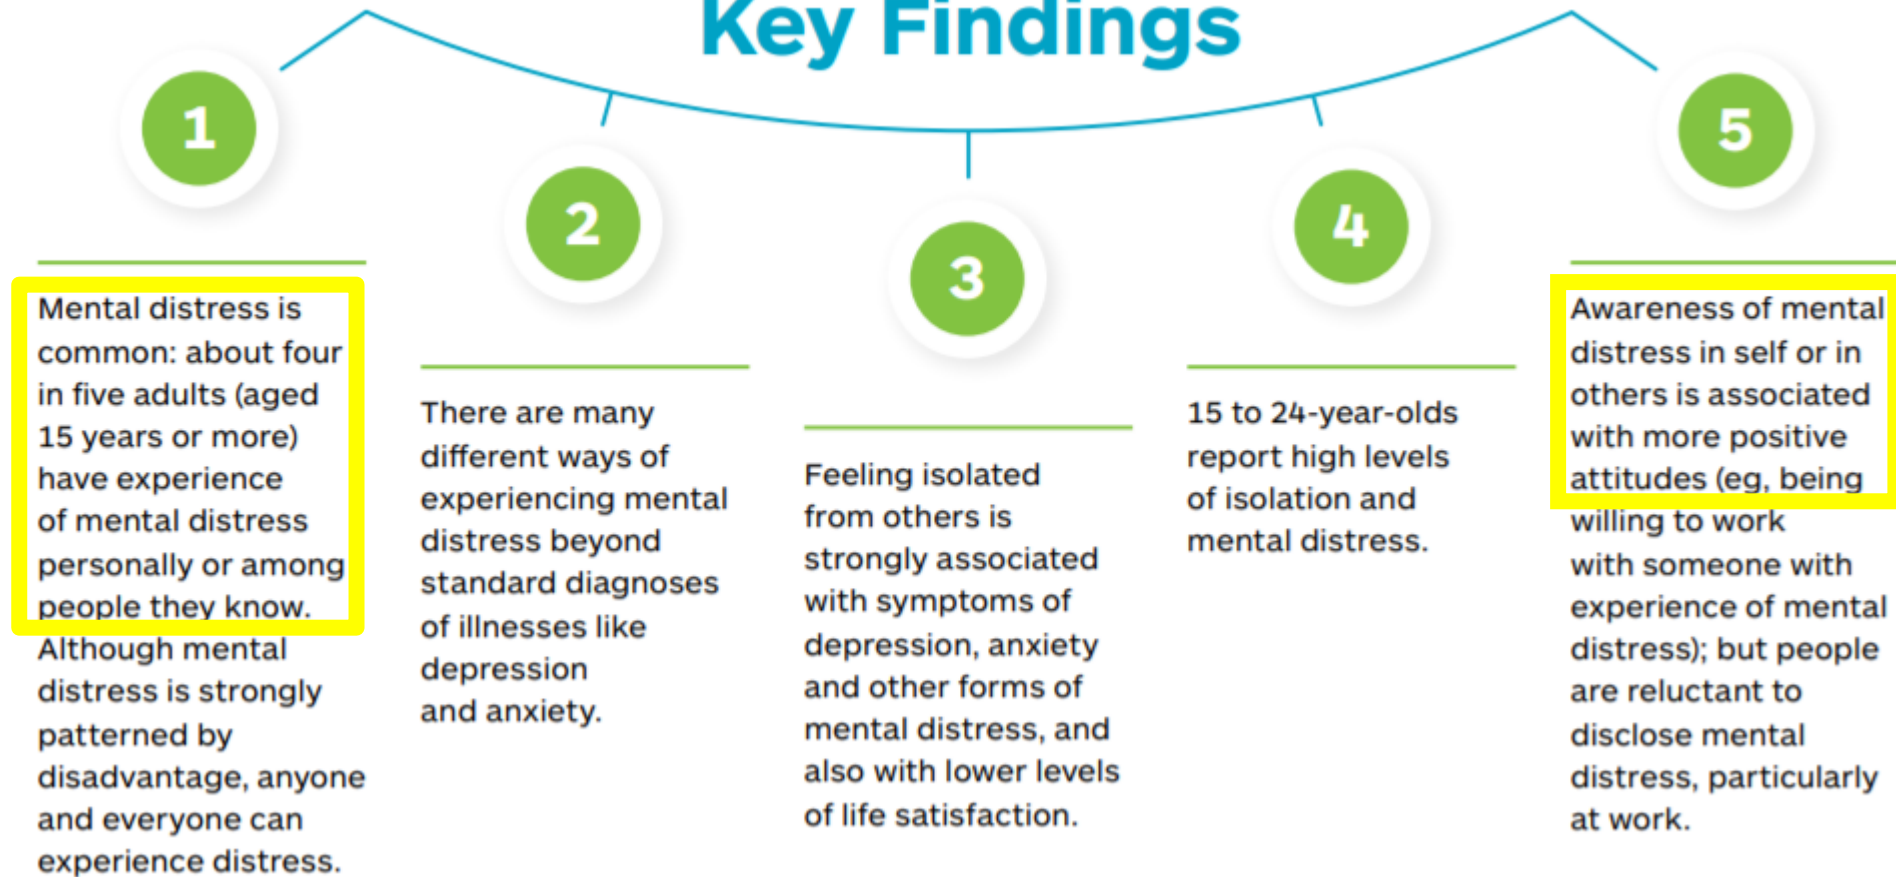 Key Findings
1
Mental distress is
common: about four
in five adults (aged
15 years or more)
have experience
of mental distress
personally or among
people they know.
Although mental
distress is strongly
patterned by
disadvantage, anyone
and everyone can
experience distress.
2
There are many
different ways of
experiencing mental
distress beyond
standard diagnoses
of illnesses like
depression
and anxiety.
3
Feeling isolated
from others is
strongly associated
with symptoms of
depression, anxiety
and other forms of
mental distress, and
also with lower levels
of life satisfaction.
4
15 to 24-year-olds
report high levels
of isolation and
mental distress.
5
Awareness of mental
distress in self or in
others is associated
with more positive
attitudes (eg, being
willing to work
with someone with
experience of mental
distress); but people
are reluctant to
disclose mental
distress, particularly
at work.